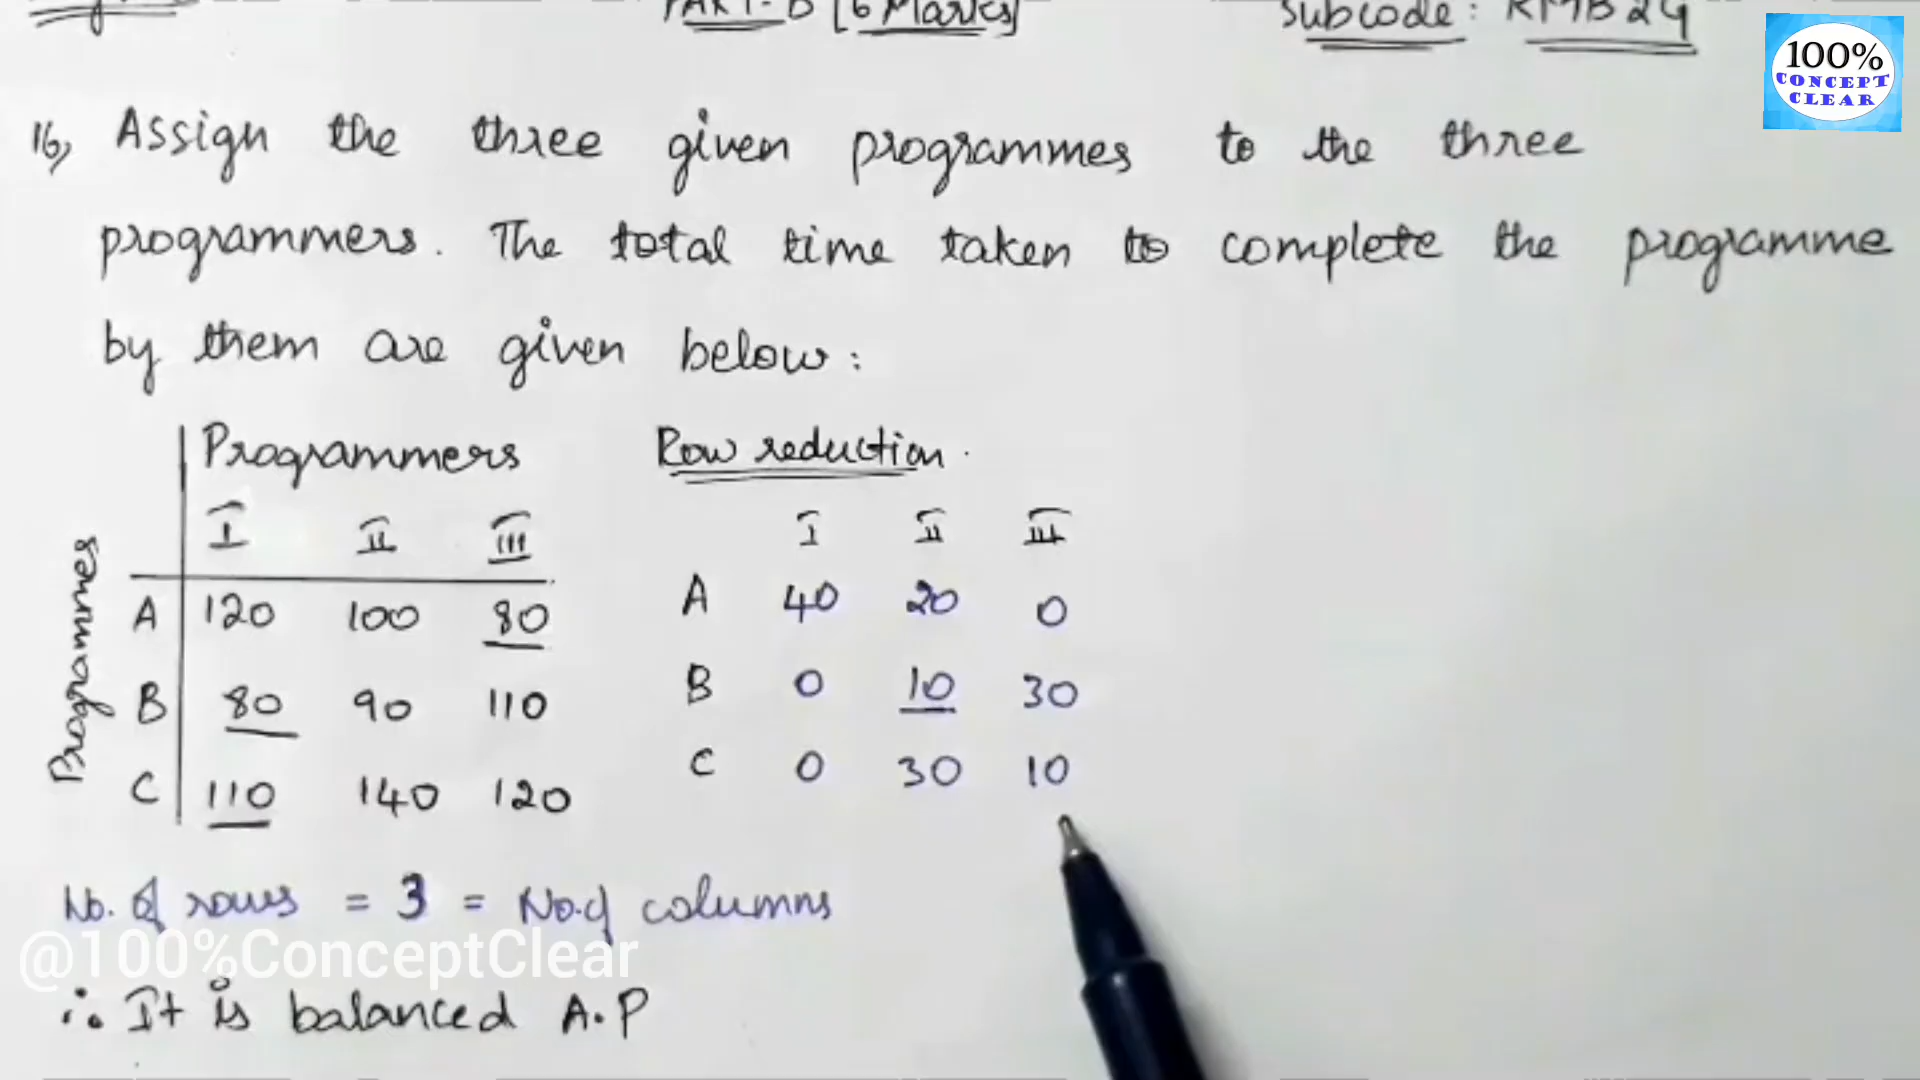 [6 Marks]
Subcode:
100%
CONCEPT
CLEAR
16, Assign the three given programmes to the three
programmers. The total time taken to complete the programme
by them are given below:
Programmers
I II III
Programmes
A 120 100 80
B 80 90 110
C 110 140 120
Row reduction.
I II III
A 40 20 0
B 0 10 30
C 0 30 10
No. of rows = 3 = No.of columns
@100%ConceptClear
∴ It is balanced A.P